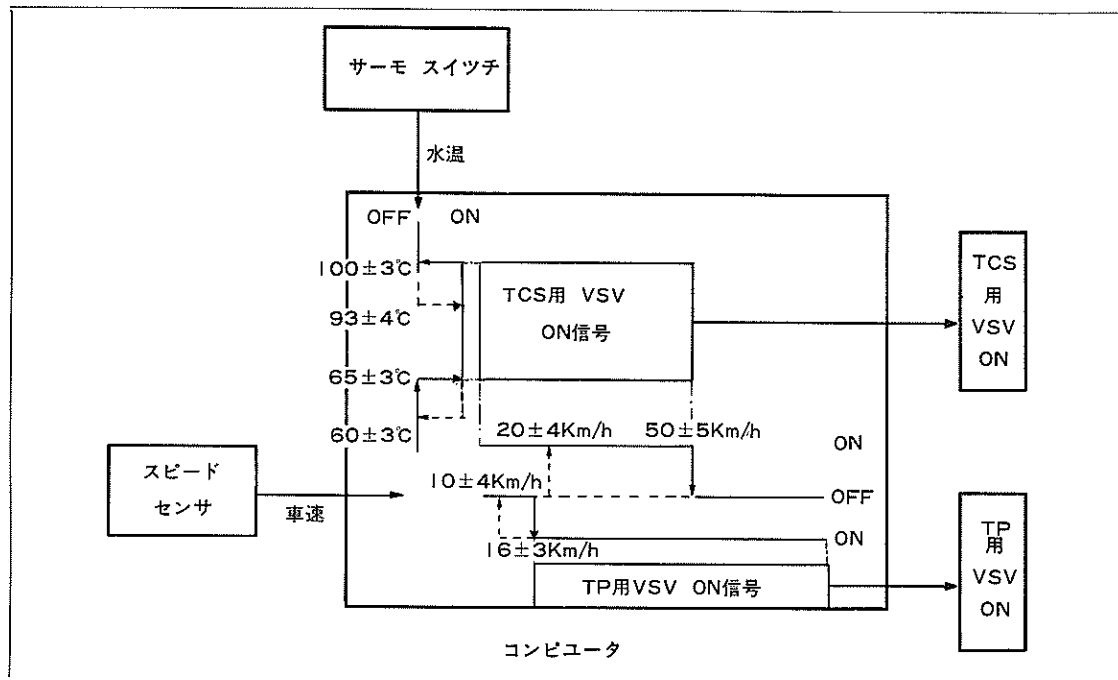 サーモ スイツチ
水温
OFF ON
100±3℃
93±4℃
65±3℃
60±3℃
TCS用 VSV
ON信号
TCS
用
VSV
ON
20±4Km/h 50±5Km/h
ON
スピード
センサ
車速
10±4Km/h
OFF
ON
16±3Km/h
TP用VSV ON信号
TP
用
VSV
ON
コンピユータ